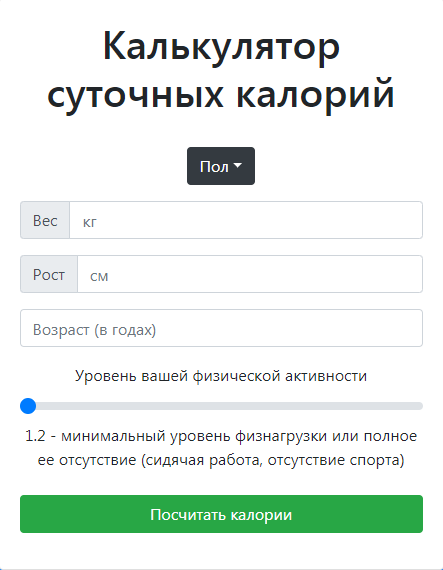 Калькулятор
суточных калорий
Пол
Вес кг
Рост см
Возраст (в годах)
Уровень вашей физической активности
1.2 - минимальный уровень физнагрузки или полное
ее отсутствие (сидячая работа, отсутствие спорта)
Посчитать калории